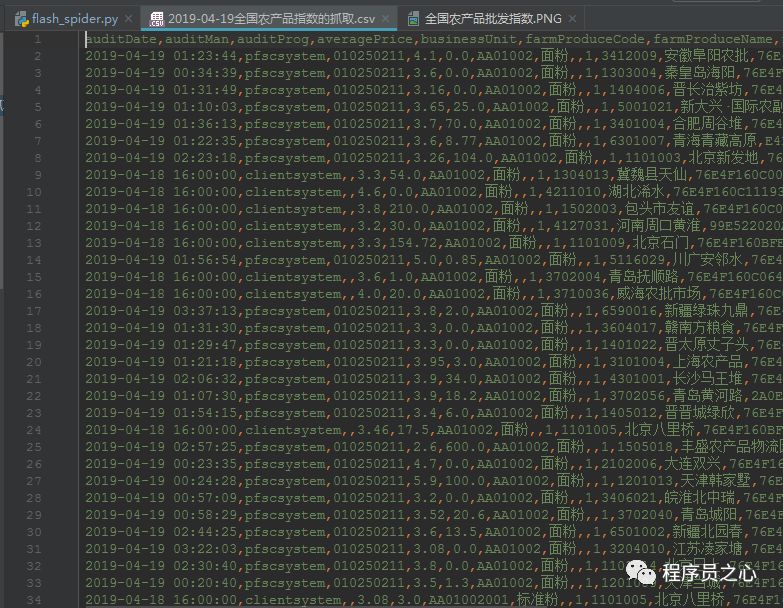 flash_spider.py
2019-04-19全国农产品指数的抓取.csv
全国农产品批发指数.PNG
1 auditDate,auditMan,auditProg,averagePrice,businessUnit,farmProduceCode,farmProduceName,
2 2019-04-19 01:23:44,pfscsystem,010250211,4.1,0.0,AA01002,面粉,,1,3412009,安徽阜阳农批,76E4
3 2019-04-19 00:34:39,pfscsystem,010250211,3.6,0.0,AA01002,面粉,,1,1303004,秦皇岛海阳,76E4F
4 2019-04-19 01:31:49,pfscsystem,010250211,3.16,0.0,AA01002,面粉,,1,1404006,晋长治紫坊,76E4
5 2019-04-19 01:10:03,pfscsystem,010250211,3.65,25.0,AA01002,面粉,,1,5001021,新大兴·国际农副
6 2019-04-19 01:36:13,pfscsystem,010250211,3.7,70.0,AA01002,面粉,,1,3401004,合肥周谷堆,76E4
7 2019-04-19 01:22:35,pfscsystem,010250211,3.6,8.77,AA01002,面粉,,1,6301007,青海青藏高原,E4F
8 2019-04-19 02:23:18,pfscsystem,010250211,3.26,104.0,AA01002,面粉,,1,1101003,北京新发地,76
9 2019-04-18 16:00:00,clientsystem,,3.3,54.0,AA01002,面粉,,1,1304013,冀魏县天仙,76E4F160C00
10 2019-04-18 16:00:00,clientsystem,,4.6,0.0,AA01002,面粉,,1,4211010,湖北浠水,76E4F160C11193
11 2019-04-18 16:00:00,clientsystem,,3.8,210.0,AA01002,面粉,,1,1502003,包头市友谊,76E4F160C0
12 2019-04-18 16:00:00,clientsystem,,3.2,30.0,AA01002,面粉,,1,4127031,河南周口黄淮,99E522020
13 2019-04-18 16:00:00,clientsystem,,3.3,154.72,AA01002,面粉,,1,1101009,北京石门,76E4F160BFB
14 2019-04-19 01:56:54,pfscsystem,010250211,5.0,0.85,AA01002,面粉,,1,5116029,川广安邻水,76E4
15 2019-04-18 16:00:00,clientsystem,,3.6,1.0,AA01002,面粉,,1,3702004,青岛抚顺路,76E4F160C064
16 2019-04-18 16:00:00,clientsystem,,4.0,20.0,AA01002,面粉,,1,3710036,威海农批市场,76E4F160C
17 2019-04-19 03:37:13,pfscsystem,010250211,3.8,2.0,AA01002,面粉,,1,6590016,新疆绿珠九鼎,76E4
18 2019-04-19 01:31:30,pfscsystem,010250211,3.3,0.0,AA01002,面粉,,1,3604017,赣南方粮食,76E4F
19 2019-04-19 01:29:47,pfscsystem,010250211,3.3,0.0,AA01002,面粉,,1,1401022,晋太原丈子头,76E
20 2019-04-19 01:21:18,pfscsystem,010250211,3.95,3.0,AA01002,面粉,,1,3101004,上海农产品,76E4
21 2019-04-19 02:06:32,pfscsystem,010250211,3.9,34.0,AA01002,面粉,,1,4301001,长沙马王堆,76E4
22 2019-04-19 01:07:30,pfscsystem,010250211,3.9,18.2,AA01002,面粉,,1,3702056,青岛黄河路,2A0E
23 2019-04-19 01:54:15,pfscsystem,010250211,3.4,6.0,AA01002,面粉,,1,1405012,晋晋城绿欣,76E4F
24 2019-04-18 16:00:00,clientsystem,,3.46,17.5,AA01002,面粉,,1,1101005,北京八里桥,76E4F160BF
25 2019-04-19 02:57:25,pfscsystem,010250211,2.6,600.0,AA01002,面粉,,1,1505018,丰盛农产品物流园
26 2019-04-19 00:23:35,pfscsystem,010250211,4.7,0.0,AA01002,面粉,,1,2102006,大连双兴,76E4F16
27 2019-04-19 00:24:28,pfscsystem,010250211,5.9,100.0,AA01002,面粉,,1,1201013,天津韩家墅,76E
28 2019-04-19 00:57:09,pfscsystem,010250211,3.2,0.0,AA01002,面粉,,1,3406021,皖淮北中瑞,76E4F
29 2019-04-19 00:58:29,pfscsystem,010250211,3.52,20.6,AA01002,面粉,,1,3702040,青岛城阳,76E4F
30 2019-04-19 02:44:25,pfscsystem,010250211,3.6,13.5,AA01002,面粉,,1,6501002,新疆北园春,76E4
31 2019-04-19 03:22:03,pfscsystem,010250211,3.08,0.0,AA01002,面粉,,1,3204010,江苏凌家塘,76E4
32 2019-04-19 02:30:40,pfscsystem,010250211,3.8,0.0,AA01002,面粉,,1,110
33 2019-04-19 00:23:40,pfscsystem,010250211,3.5,1.3,AA01002,面粉,,1,1201
34 2019-04-18 16:00:00,clientsystem,,3.08,3.0,AA01002001,标准粉,,1,1101005,北京八里桥,76E4F
程序员之心